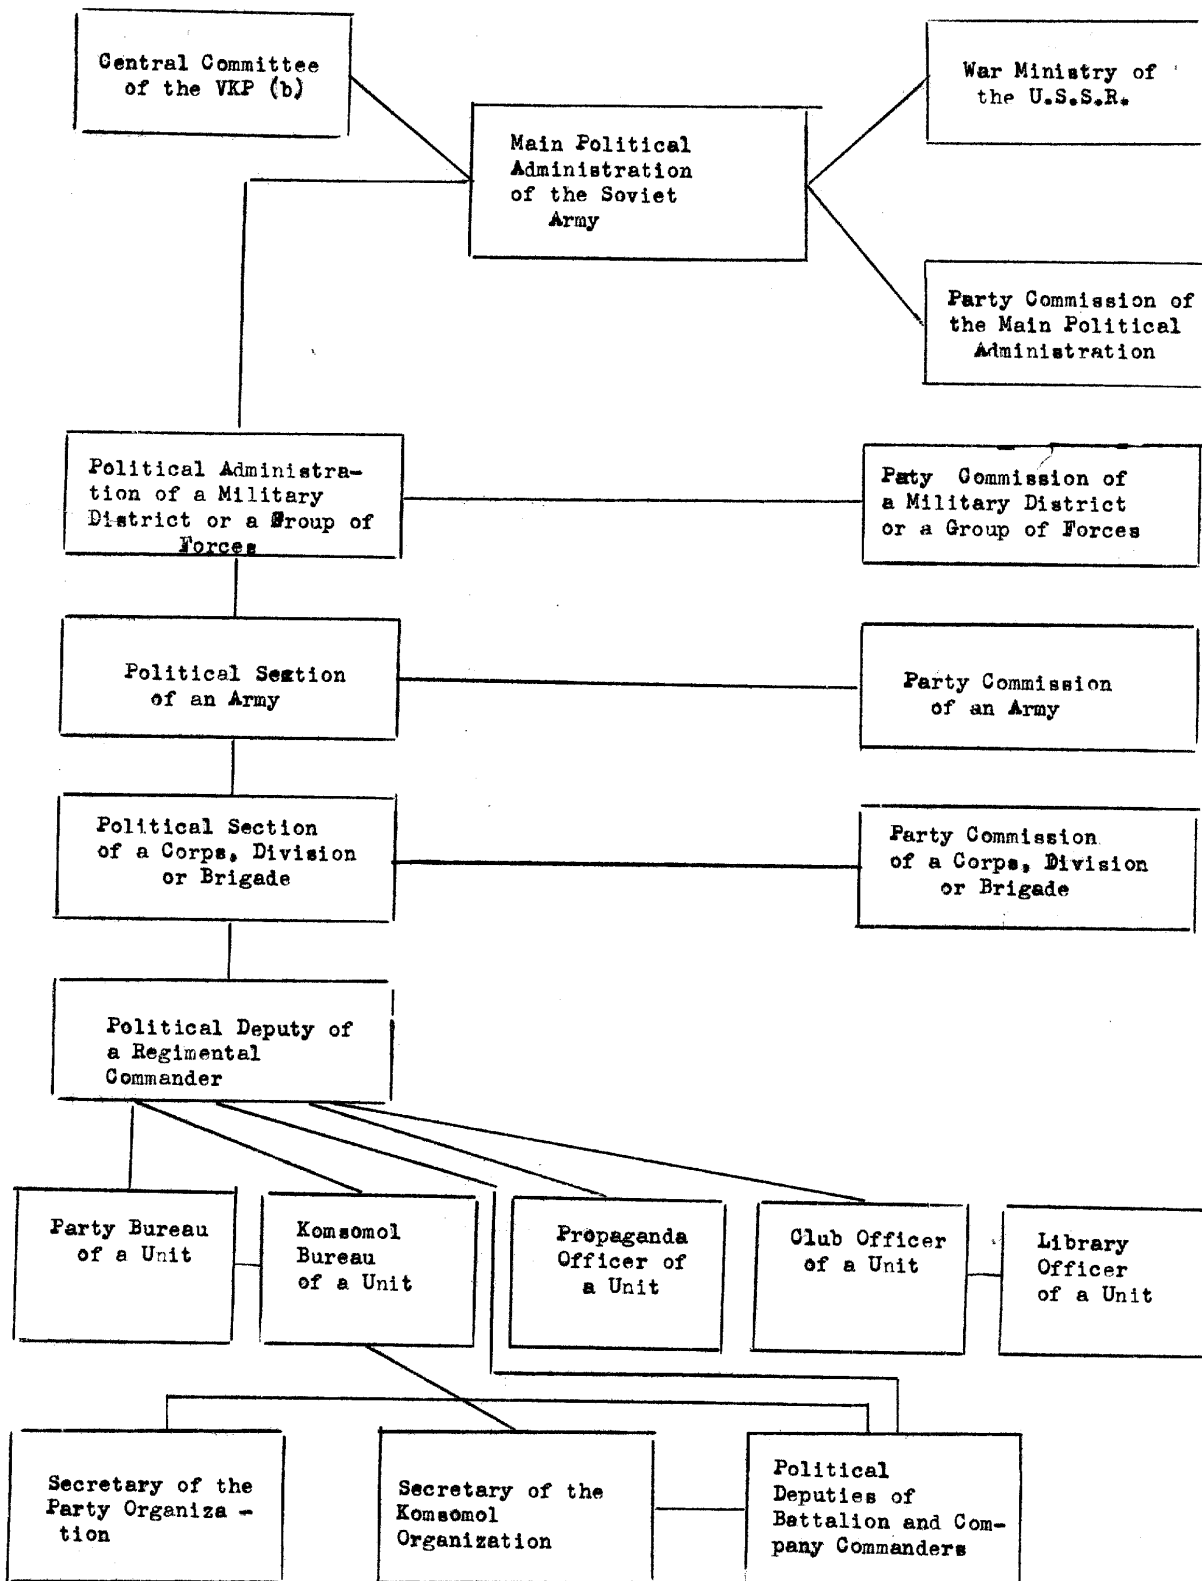 Central Committee
of the VKP (b)
War Ministry of
the U.S.S.R.
Main Political
Administration
of the Soviet
Army
Party Commission of
the Main Political
Administration
Political Administra-
tion of a Military
District or a Group of
Forces
Paty Commission of
a Military District
or a Group of Forces
Political Section
of an Army
Party Commission
of an Army
Political Section
of a Corps, Division
or Brigade
Party Commission
of a Corps, Division
or Brigade
Political Deputy of
a Regimental
Commander
Party Bureau
of a Unit
Komsomol
Bureau
of a Unit
Propaganda
Officer of
a Unit
Club Officer
of a Unit
Library
Officer
of a Unit
Secretary of the
Party Organiza -
tion
Secretary of the
Komsomol
Organization
Political
Deputies of
Battalion and Com-
pany Commanders